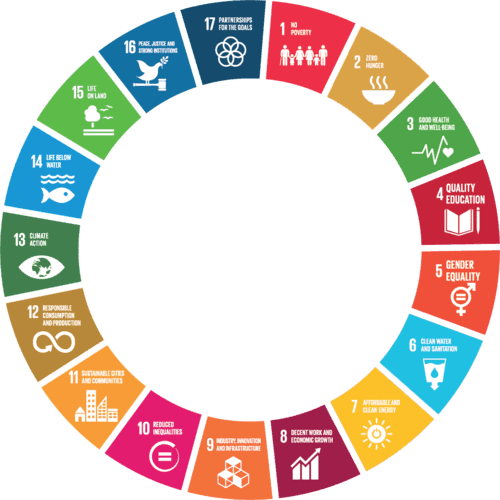 1 NO
POVERTY
2 ZERO
HUNGER
3 GOOD HEALTH
AND WELL-BEING
4 QUALITY
EDUCATION
5 GENDER
EQUALITY
6 CLEAN WATER
AND SANITATION
7 AFFORDABLE AND
CLEAN ENERGY
8 DECENT WORK AND
ECONOMIC GROWTH
9 INDUSTRY, INNOVATION
AND INFRASTRUCTURE
10 REDUCED
INEQUALITIES
11 SUSTAINABLE CITIES
AND COMMUNITIES
12 RESPONSIBLE
CONSUMPTION
AND PRODUCTION
13 CLIMATE
ACTION
14 LIFE BELOW
WATER
15 LIFE
ON LAND
16 PEACE, JUSTICE AND
STRONG INSTITUTIONS
17 PARTNERSHIPS
FOR THE GOALS